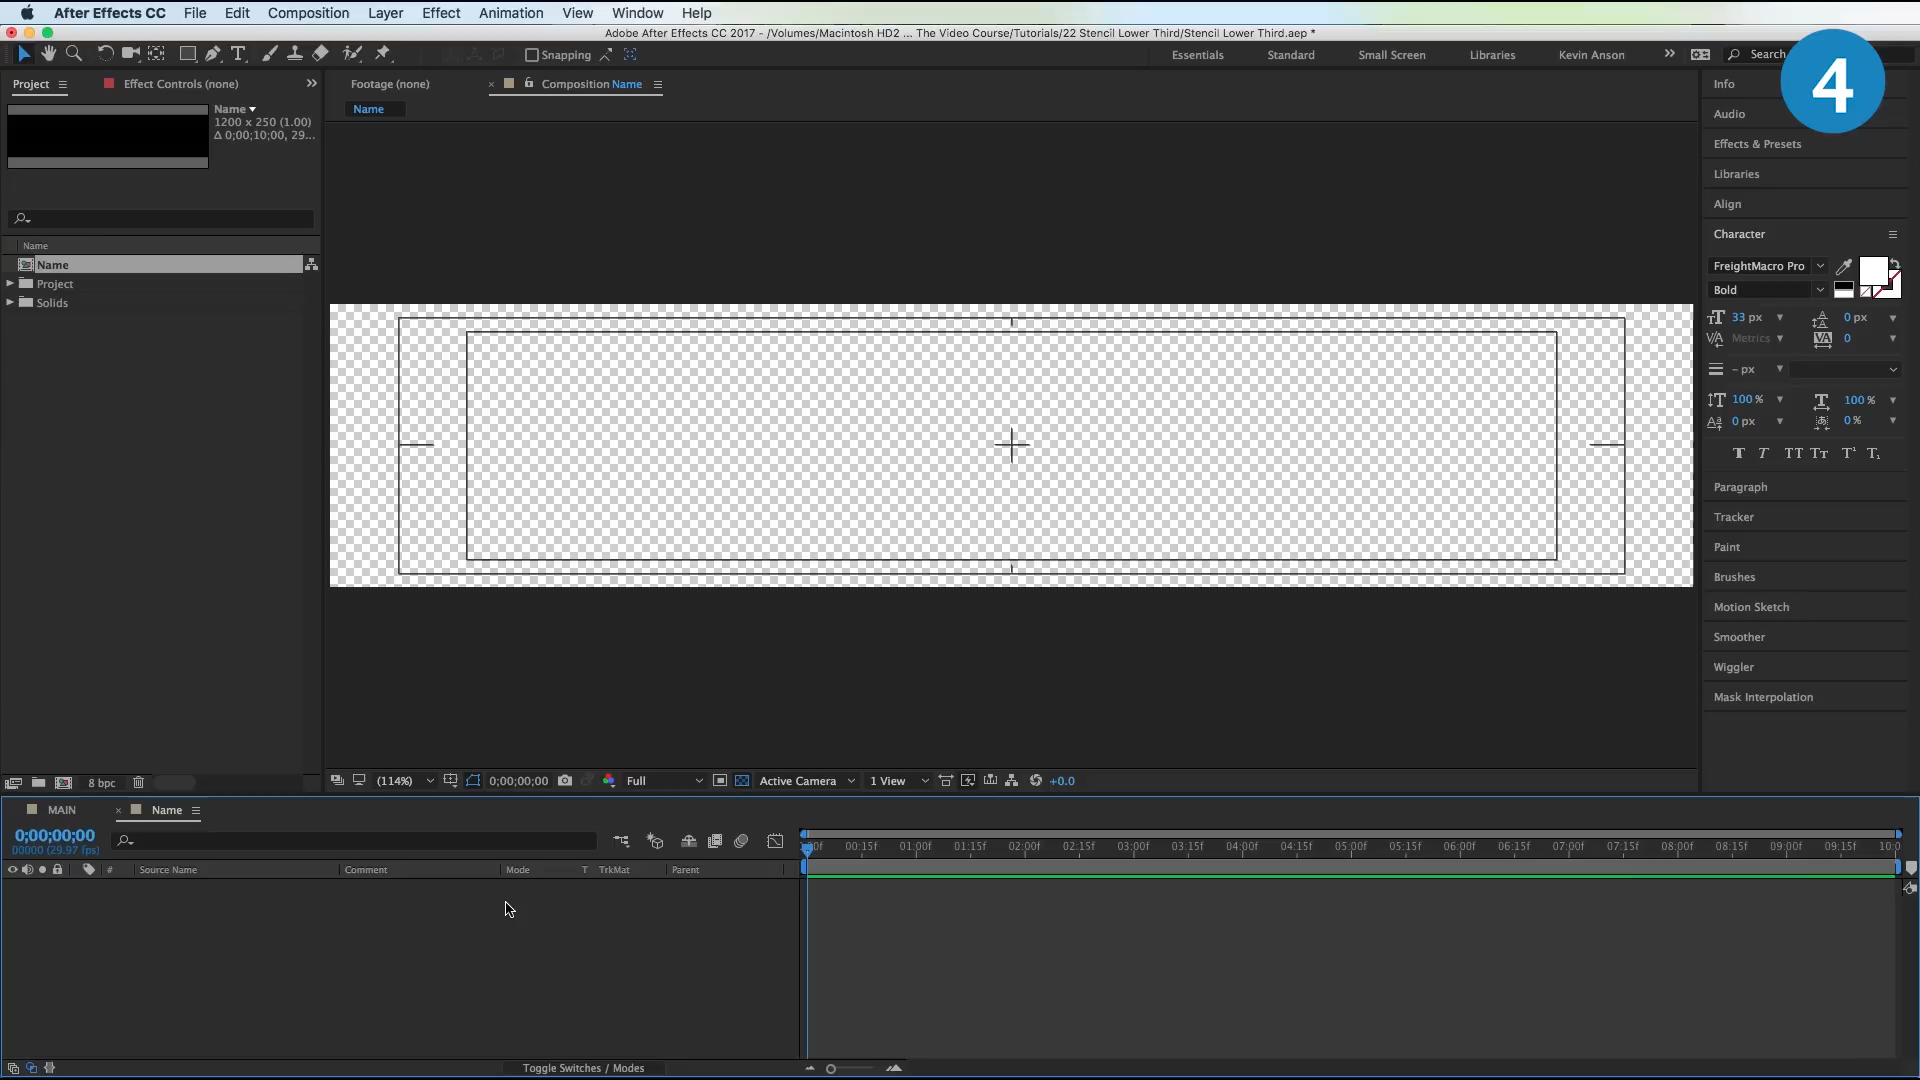 After Effects CC File Edit Composition Layer Effect Animation View Window Help
Adobe After Effects CC 2017 - /Volumes/Macintosh HD2 ... The Video Course/Tutorials/22 Stencil Lower Third/Stencil Lower Third.aep *
Snapping
Essentials Standard Small Screen Libraries Kevin Anson Search
4
Project Effect Controls (none)
Footage (none) Composition Name
Info
Name
1200 x 250 (1.00)
Δ 0;00;10;00, 29...
Name
Audio
Effects & Presets
Libraries
Align
Name
Character
Name
FreightMacro Pro
Project
Bold
Solids
33 px 0 px
Metrics 0
- px
100 % 100 %
0 px 0 %
T T TT Tт T¹ T₁
Paragraph
Tracker
Paint
Brushes
Motion Sketch
Smoother
Wiggler
Mask Interpolation
8 bpc
(114%) 0;00;00;00 Full Active Camera 1 View +0.0
MAIN Name
0;00;00;00
00000 (29.97 fps)
00:15f 01:00f 01:15f 02:00f 02:15f 03:00f 03:15f 04:00f 04:15f 05:00f 05:15f 06:00f 06:15f 07:00f 07:15f 08:00f 08:15f 09:00f 09:15f 10:0
# Source Name Comment Mode T TrkMat Parent
Toggle Switches / Modes